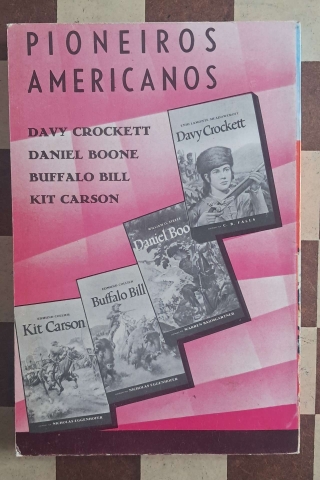 PIONEIROS
AMERICANOS
DAVY CROCKETT
DANIEL BOONE
BUFFALO BILL
KIT CARSON
Davy Crockett
Daniel Boo
Buffalo Bill
Kit Carson